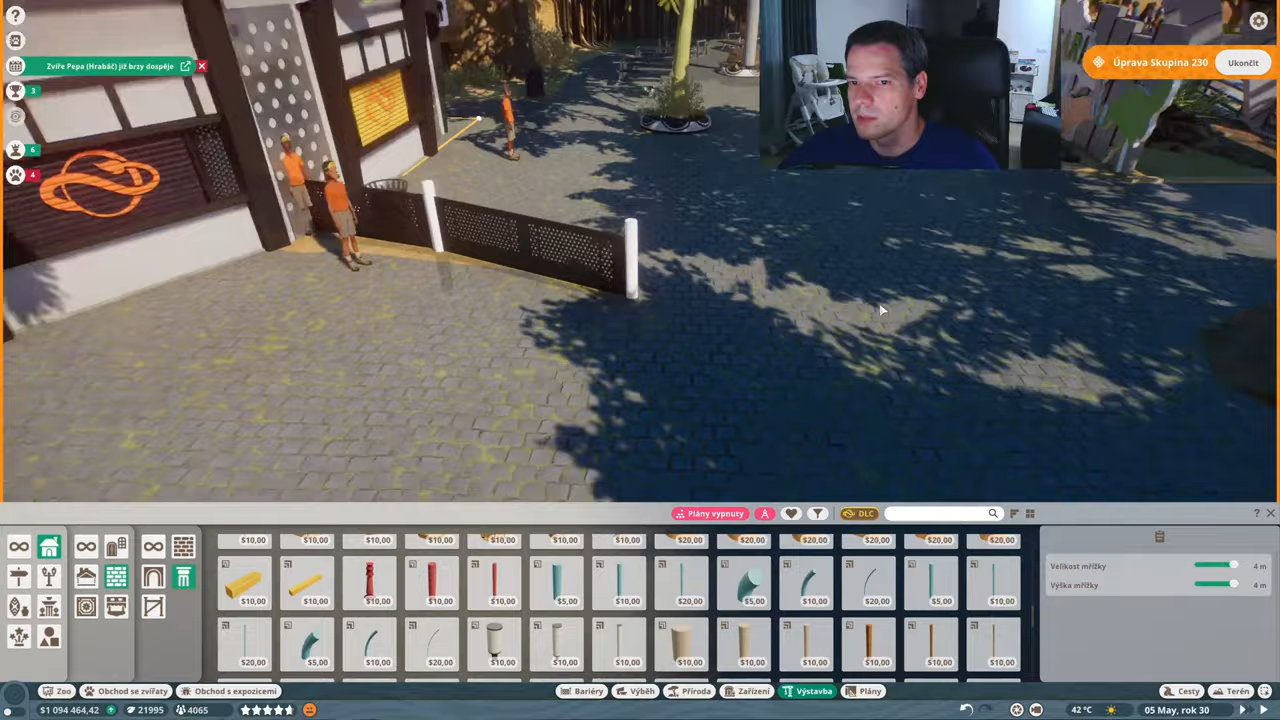 ?
Zvíře Pepa (Hrabáč) již brzy dospěje
3
6
4
Úprava Skupina 230
Ukončit
Plány vypnuty
DLC
?
$10,00 $10,00 $10,00 $10,00 $10,00 $10,00 $10,00 $20,00 $20,00 $20,00 $20,00 $20,00 $20,00
$10,00 $10,00 $10,00 $10,00 $10,00 $5,00 $10,00 $20,00 $5,00 $10,00 $20,00 $5,00 $10,00
$20,00 $5,00 $10,00 $20,00 $10,00 $10,00 $10,00 $10,00 $10,00 $10,00 $10,00 $10,00 $10,00
Velikost mřížky 4 m
Výška mřížky 4 m
Zoo
Obchod se zvířaty
Obchod s expozicemi
Bariéry
Výběh
Příroda
Zařízení
Výstavba
Plány
Cesty
Terén
$1 094 464,42
21995
4065
42 °C
05 May, rok 30